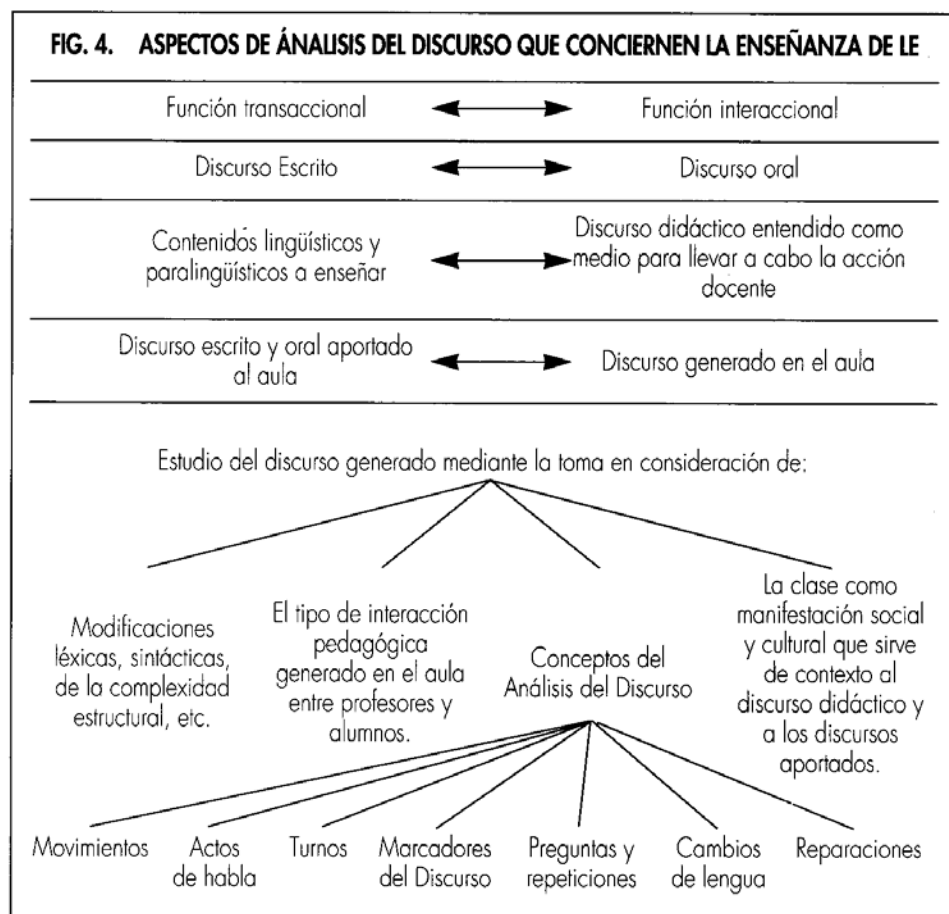 FIG. 4. ASPECTOS DE ÁNALISIS DEL DISCURSO QUE CONCIERNEN LA ENSEÑANZA DE LE
Función transaccional
Función interaccional
Discurso Escrito
Discurso oral
Contenidos lingüísticos y
paralingüísticos a enseñar
Discurso didáctico entendido como
medio para llevar a cabo la acción
docente
Discurso escrito y oral aportado
al aula
Discurso generado en el aula
Estudio del discurso generado mediante la toma en consideración de:
Modificaciones
léxicas, sintácticas,
de la complejidad
estructural, etc.
El tipo de interacción
pedagógica
generado en el aula
entre profesores y
alumnos.
Conceptos del
Análisis del Discurso
La clase como
manifestación social
y cultural que sirve
de contexto al
discurso didáctico y
a los discursos
aportados.
Movimientos
Actos
de habla
Turnos
Marcadores
del Discurso
Preguntas y
repeticiones
Cambios
de lengua
Reparaciones